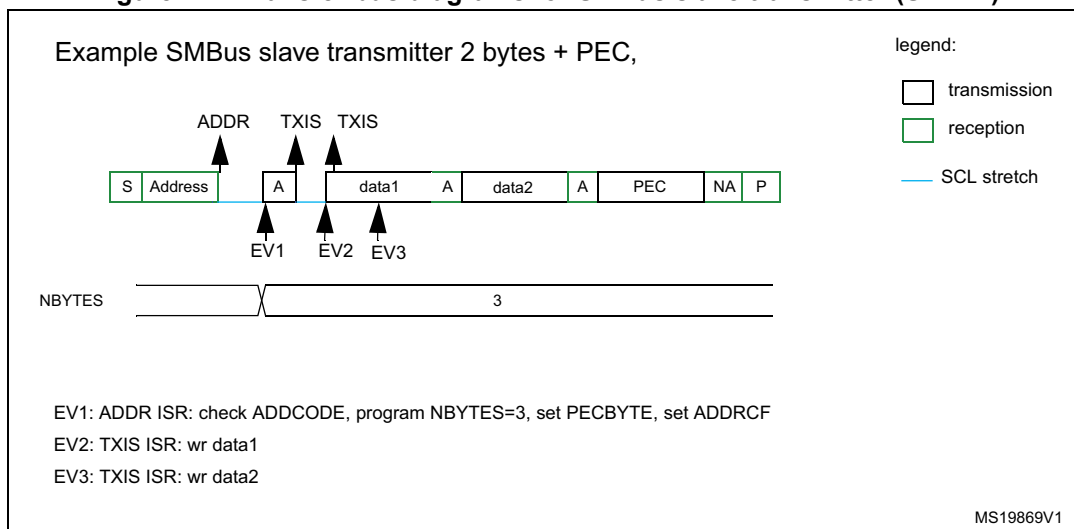 Example SMBus slave transmitter 2 bytes + PEC,
legend:
transmission
reception
SCL stretch
ADDR TXIS TXIS
S Address A data1 A data2 A PEC NA P
EV1 EV2 EV3
NBYTES 3
EV1: ADDR ISR: check ADDCODE, program NBYTES=3, set PECBYTE, set ADDRCF
EV2: TXIS ISR: wr data1
EV3: TXIS ISR: wr data2
MS19869V1